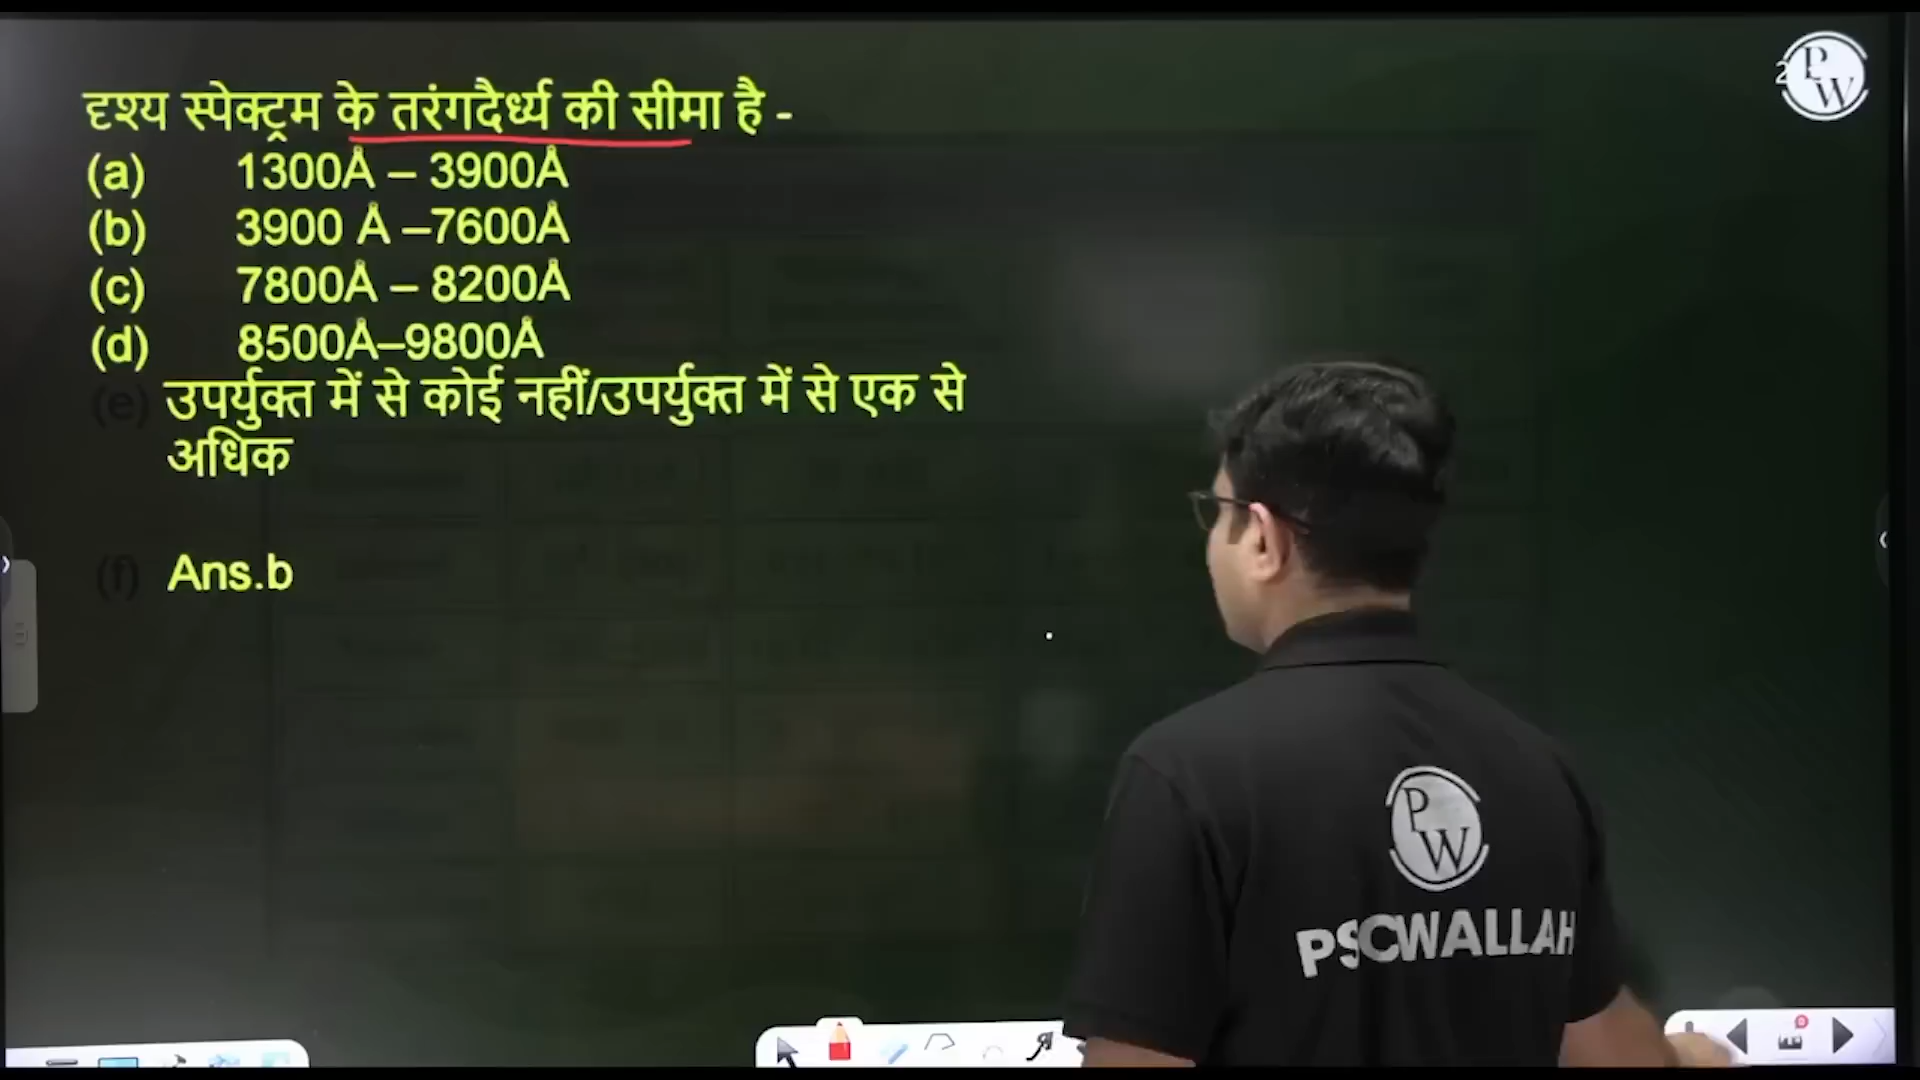 दृश्य स्पेक्ट्रम के तरंगदैर्ध्य की सीमा है -
(a) 1300Å – 3900Å
(b) 3900 Å –7600Å
(c) 7800Å – 8200Å
(d) 8500Å–9800Å
(e) उपर्युक्त में से कोई नहीं/उपर्युक्त में से एक से
अधिक
(f) Ans.b
PW
PW
PSCWALLAH